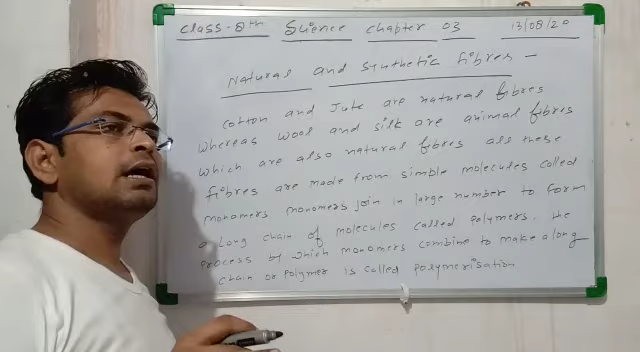 Class - 8th Science Chapter 03 13/08/20
Natural and Synthetic fibres -
Cotton and Jute are natural fibres
Whereas wool and silk are animal fibres
Which are also natural fibres all these
fibres are made from simple molecules called
monomers monomers join in large number to form
a long chain of molecules called polymers. The
process by which monomers combine to make a long
chain or polymer is called polymerisation